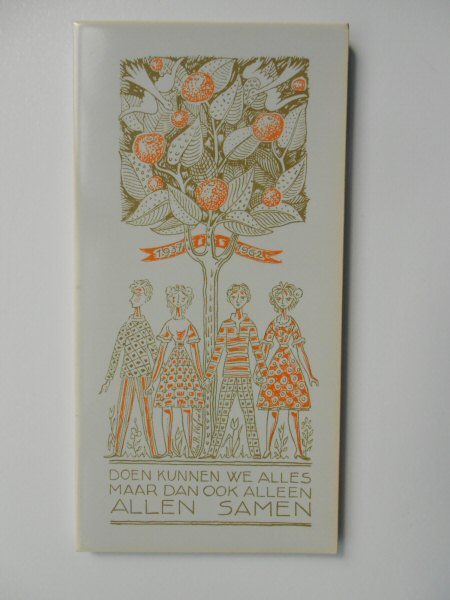 1937 1962
DOEN KUNNEN WE ALLES
MAAR DAN OOK ALLEEN
ALLEN SAMEN